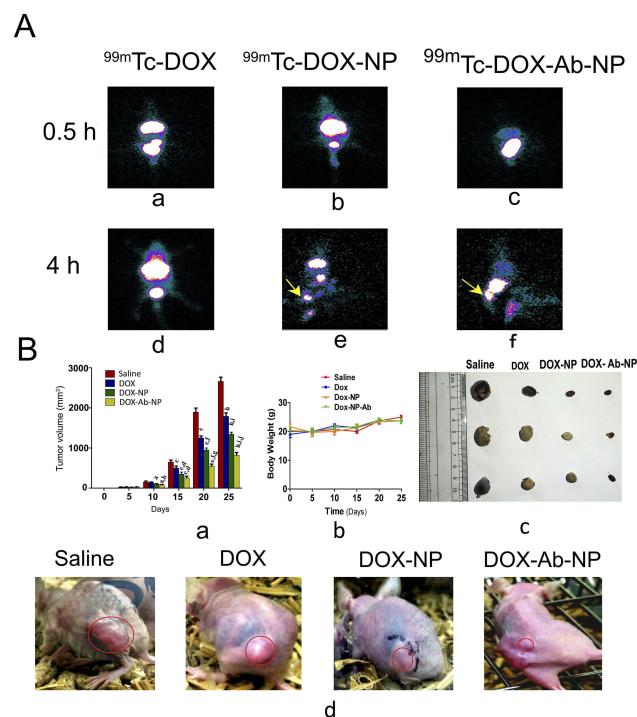 A
99mTc-DOX 99mTc-DOX-NP 99mTc-DOX-Ab-NP
0.5 h
a b c
4 h
d e f
B
3000
2000
1000
0
Tumor volume (mm³)
Saline
DOX
DOX-NP
DOX-Ab-NP
a
a,b
c
c,d
c,d
e
e,f
e,f,g
h
h,i
h,i,j
0 5 10 15 20 25
Days
a
40
20
0
Body Weight (g)
Saline
Dox
Dox-NP
Dox-NP-Ab
0 5 10 15 20 25
Time (Days)
b
Saline DOX DOX-NP DOX- Ab-NP
c
Saline DOX DOX-NP DOX-Ab-NP
d